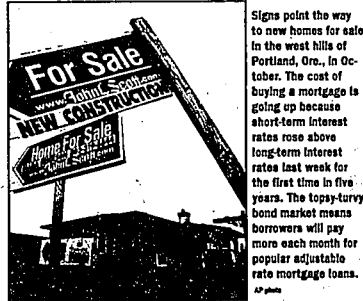 For Sale
www.JohnLScott.com
NEW CONSTRUCTION
Home For Sale
JohnLScott.com
Signs point the way
to new homes for sale
in the west hills of
Portland, Ore., in Oc-
tober. The cost of
buying a mortgage is
going up because
short-term interest
rates rose above
long-term interest
rates last week for
the first time in five
years. The topsy-turvy
bond market means
borrowers will pay
more each month for
popular adjustable
rate mortgage loans.
AP photo